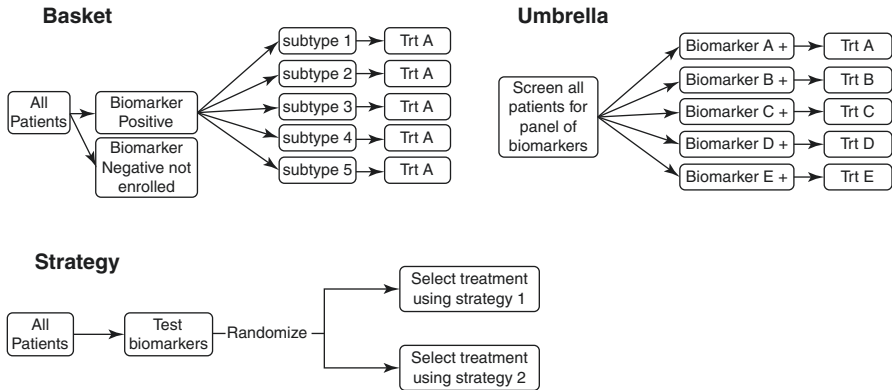 Basket
All
Patients
Biomarker
Positive
Biomarker
Negative not
enrolled
subtype 1
Trt A
subtype 2
Trt A
subtype 3
Trt A
subtype 4
Trt A
subtype 5
Trt A
Umbrella
Screen all
patients for
panel of
biomarkers
Biomarker A +
Trt A
Biomarker B +
Trt B
Biomarker C +
Trt C
Biomarker D +
Trt D
Biomarker E +
Trt E
Strategy
All
Patients
Test
biomarkers
Randomize
Select treatment
using strategy 1
Select treatment
using strategy 2